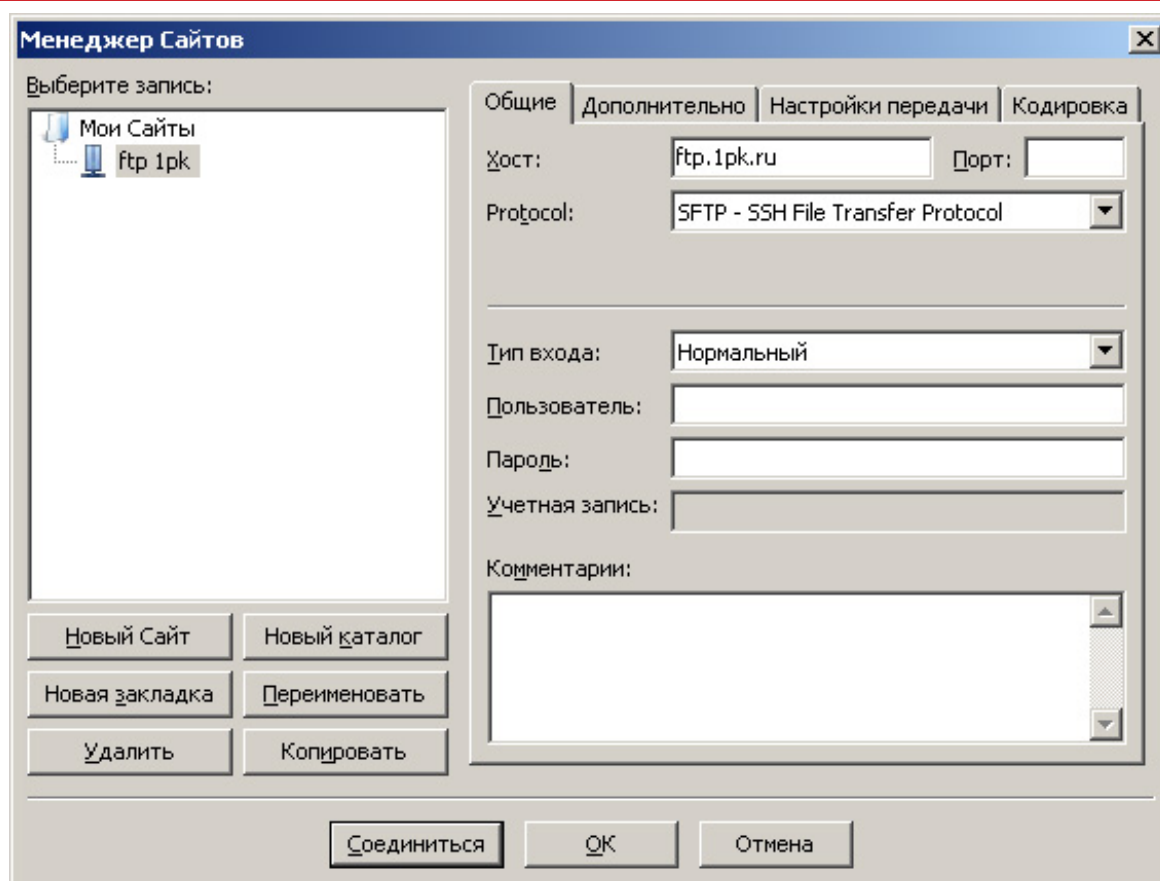 Менеджер Сайтов
Выберите запись:
Мои Сайты
ftp 1pk
Новый Сайт
Новый каталог
Новая закладка
Переименовать
Удалить
Копировать
Общие
Дополнительно
Настройки передачи
Кодировка
Хост:
ftp.1pk.ru
Порт:
Protocol:
SFTP - SSH File Transfer Protocol
Тип входа:
Нормальный
Пользователь:
Пароль:
Учетная запись:
Комментарии:
Соединиться
OK
Отмена